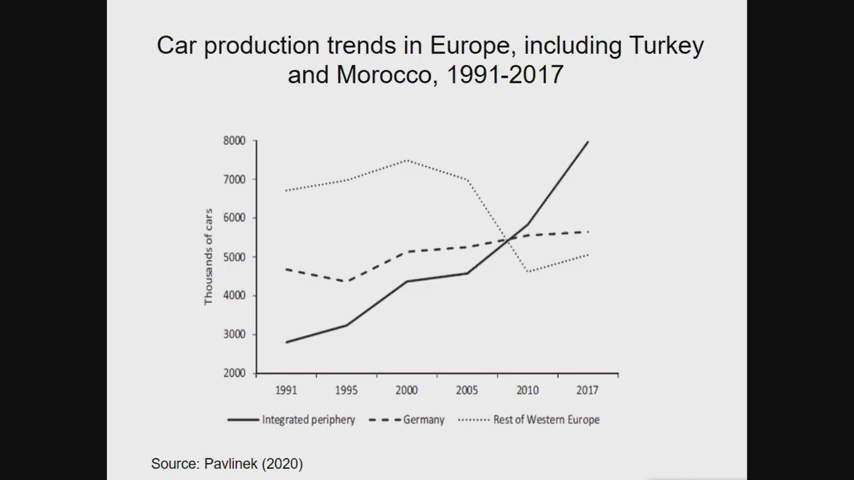 Car production trends in Europe, including Turkey
and Morocco, 1991-2017
8000
7000
6000
5000
4000
3000
2000
Thousands of cars
1991 1995 2000 2005 2010 2017
Integrated periphery Germany Rest of Western Europe
Source: Pavlinek (2020)